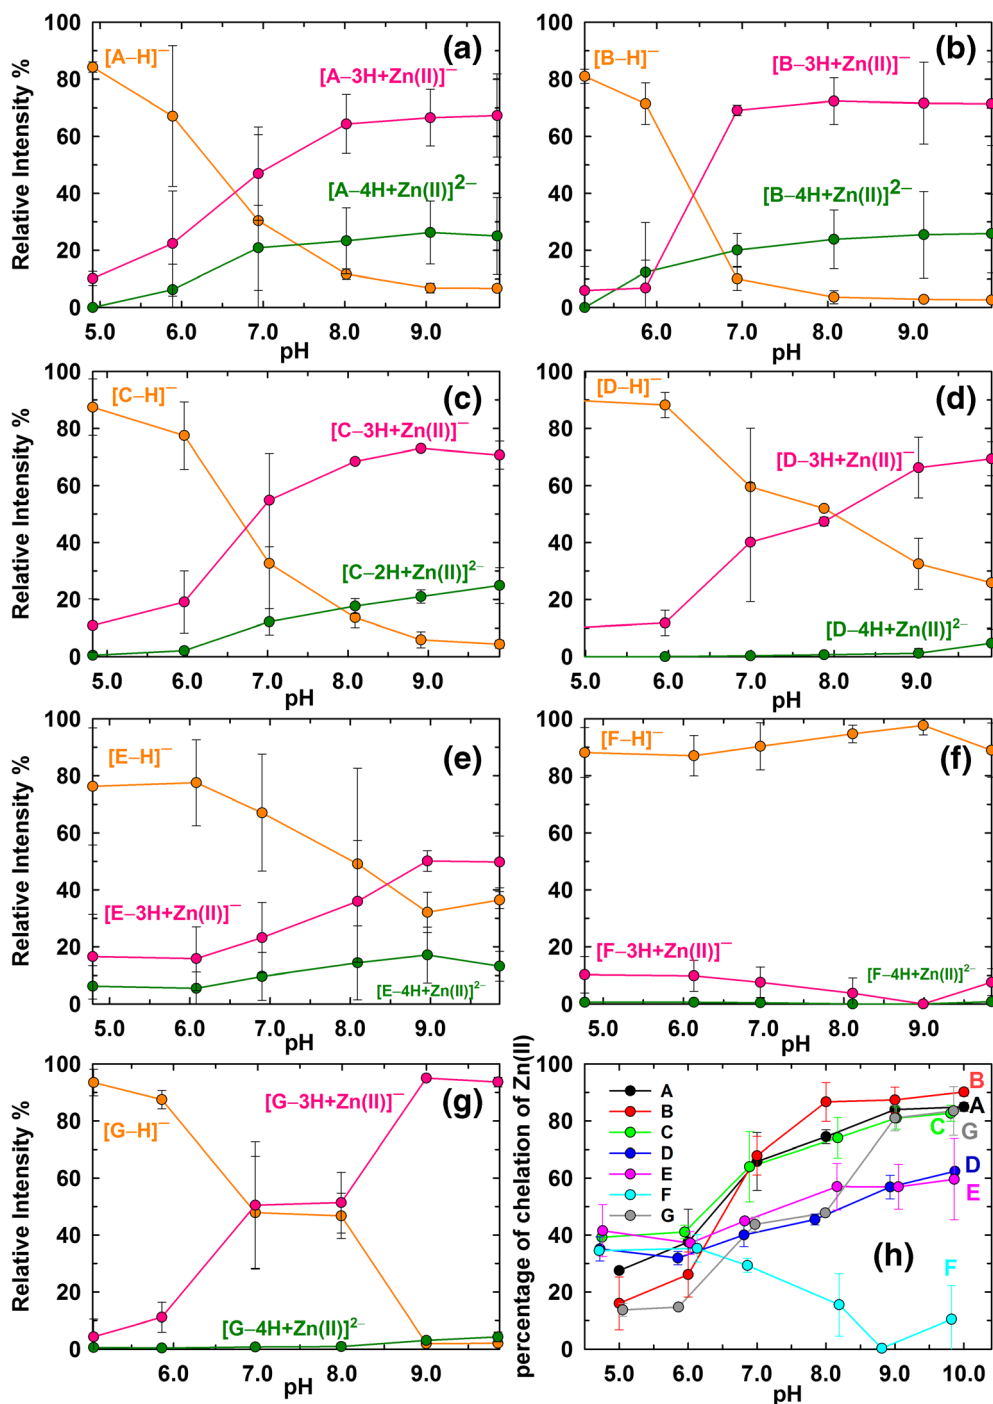 100
80
60
40
20
0
Relative Intensity %
(a)
[A–H]⁻
[A–3H+Zn(II)]⁻
[A–4H+Zn(II)]²⁻
5.0 6.0 7.0 8.0 9.0
pH
100
80
60
40
20
0
(b)
[B–H]⁻
[B–3H+Zn(II)]⁻
[B–4H+Zn(II)]²⁻
6.0 7.0 8.0 9.0
pH
100
80
60
40
20
0
Relative Intensity %
(c)
[C–H]⁻
[C–3H+Zn(II)]⁻
[C–2H+Zn(II)]²⁻
5.0 6.0 7.0 8.0 9.0
pH
100
80
60
40
20
0
(d)
[D–H]⁻
[D–3H+Zn(II)]⁻
[D–4H+Zn(II)]²⁻
5.0 6.0 7.0 8.0 9.0
pH
100
80
60
40
20
0
Relative Intensity %
(e)
[E–H]⁻
[E–3H+Zn(II)]⁻
[E–4H+Zn(II)]²⁻
5.0 6.0 7.0 8.0 9.0
pH
100
80
60
40
20
0
(f)
[F–H]⁻
[F–3H+Zn(II)]⁻
[F–4H+Zn(II)]²⁻
5.0 6.0 7.0 8.0 9.0
pH
100
80
60
40
20
0
Relative Intensity %
(g)
[G–3H+Zn(II)]⁻
[G–H]⁻
[G–4H+Zn(II)]²⁻
5.0 6.0 7.0 8.0 9.0
pH
100
80
60
40
20
0
percentage of chelation of Zn(II)
A
B
C
D
E
F
G
B
A
C
G
D
E
(h)
F
5.0 6.0 7.0 8.0 9.0 10.0
pH